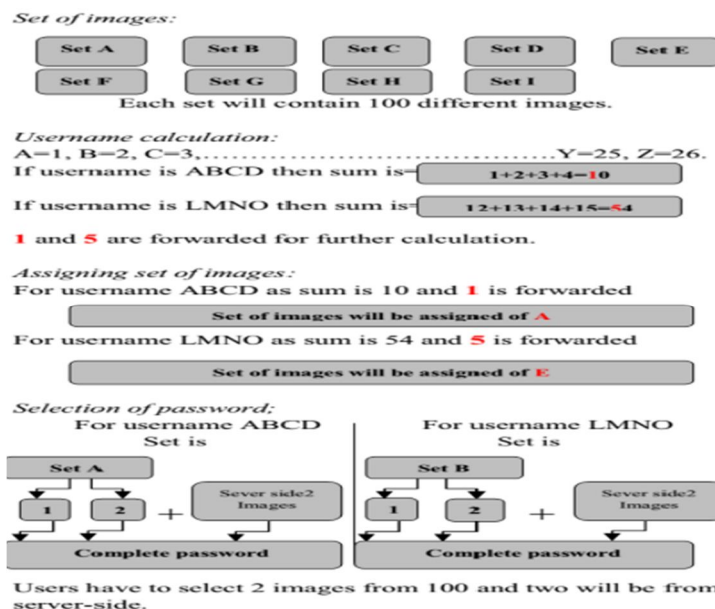 Set of images:
Set A Set B Set C Set D Set E
Set F Set G Set H Set I
Each set will contain 100 different images.
Username calculation:
A=1, B=2, C=3,.......................................Y=25, Z=26.
If username is ABCD then sum is= 1+2+3+4=10
If username is LMNO then sum is= 12+13+14+15=54
1 and 5 are forwarded for further calculation.
Assigning set of images:
For username ABCD as sum is 10 and 1 is forwarded
Set of images will be assigned of A
For username LMNO as sum is 54 and 5 is forwarded
Set of images will be assigned of E
Selection of password;
For username ABCD
Set is
Set A
1 2 + Sever side2
Images
Complete password
For username LMNO
Set is
Set B
1 2 + Sever side2
Images
Complete password
Users have to select 2 images from 100 and two will be from
server-side.